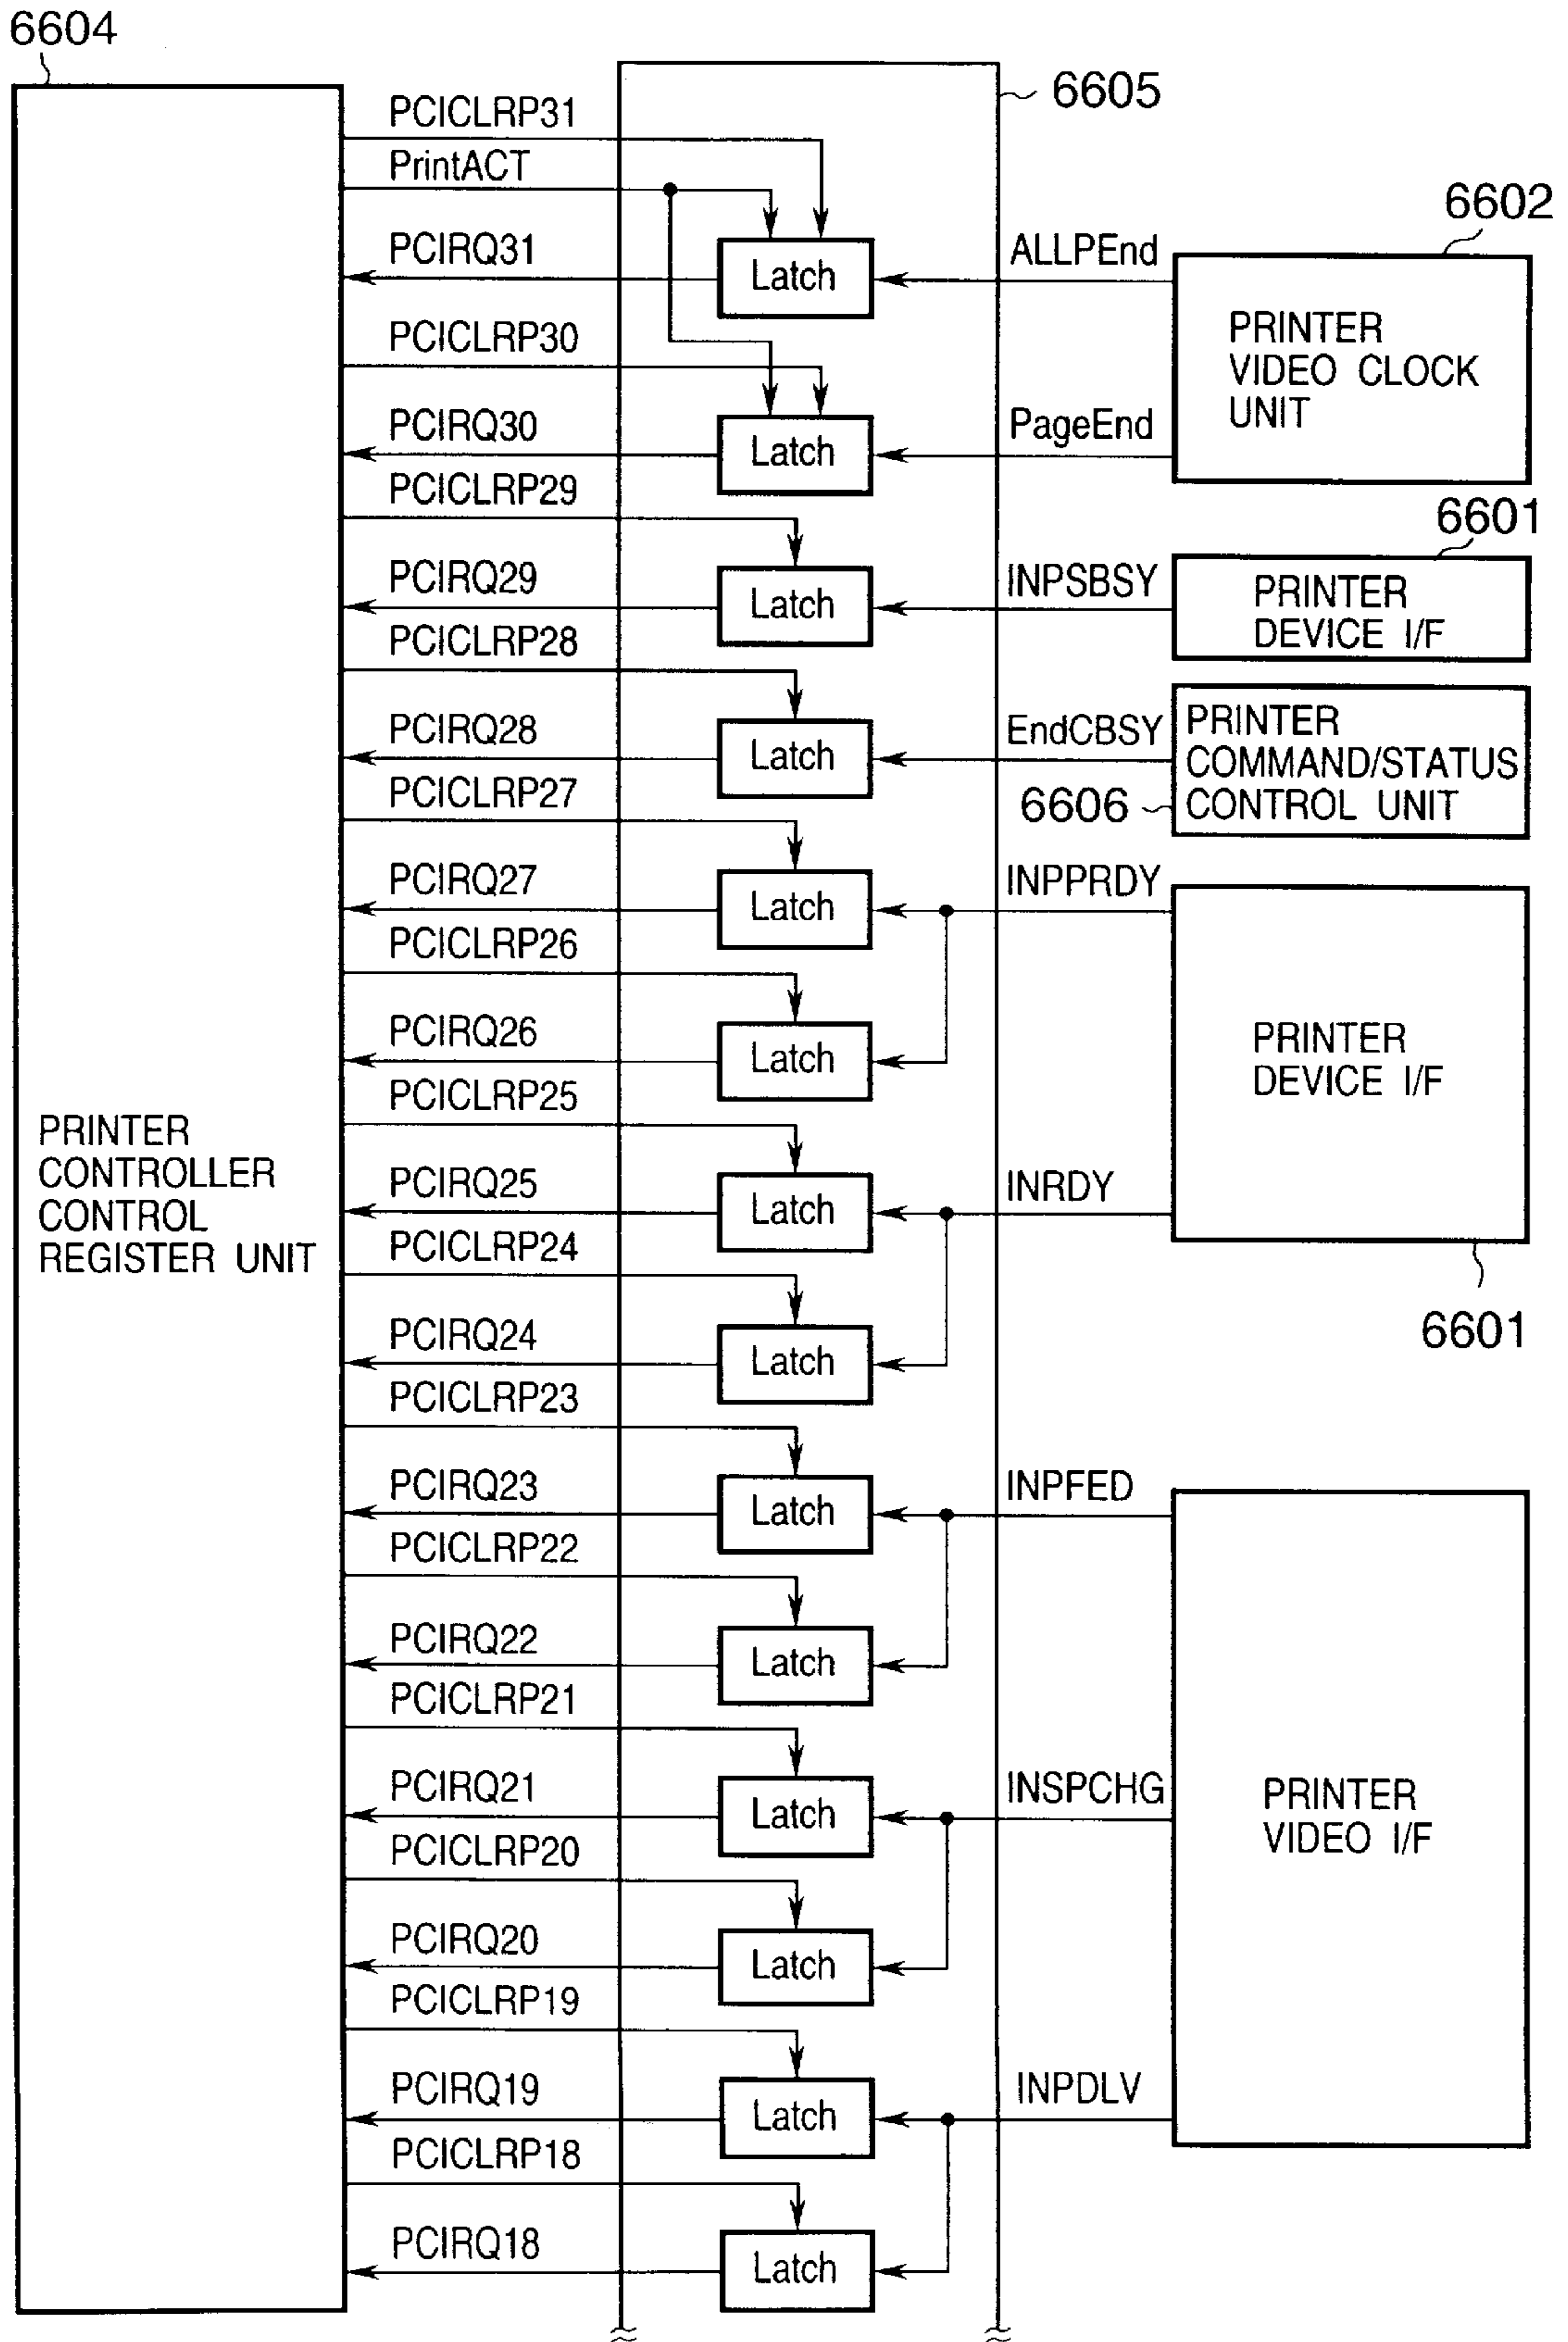 6604
6605
PCICLRP31
PrintACT
6602
PCIRQ31
Latch
ALLPEnd
PRINTER
VIDEO CLOCK
UNIT
PCICLRP30
PCIRQ30
Latch
PageEnd
PCICLRP29
6601
PCIRQ29
Latch
INPSBSY
PRINTER
DEVICE I/F
PCICLRP28
PCIRQ28
Latch
EndCBSY
PRINTER
COMMAND/STATUS
CONTROL UNIT
6606
PCICLRP27
PCIRQ27
Latch
INPPRDY
PCICLRP26
PCIRQ26
Latch
PRINTER
DEVICE I/F
PCICLRP25
PRINTER
CONTROLLER
CONTROL
REGISTER UNIT
PCIRQ25
Latch
INRDY
PCICLRP24
6601
PCIRQ24
Latch
PCICLRP23
PCIRQ23
Latch
INPFED
PCICLRP22
PCIRQ22
Latch
PCICLRP21
PCIRQ21
Latch
INSPCHG
PRINTER
VIDEO I/F
PCICLRP20
PCIRQ20
Latch
PCICLRP19
PCIRQ19
Latch
INPDLV
PCICLRP18
PCIRQ18
Latch